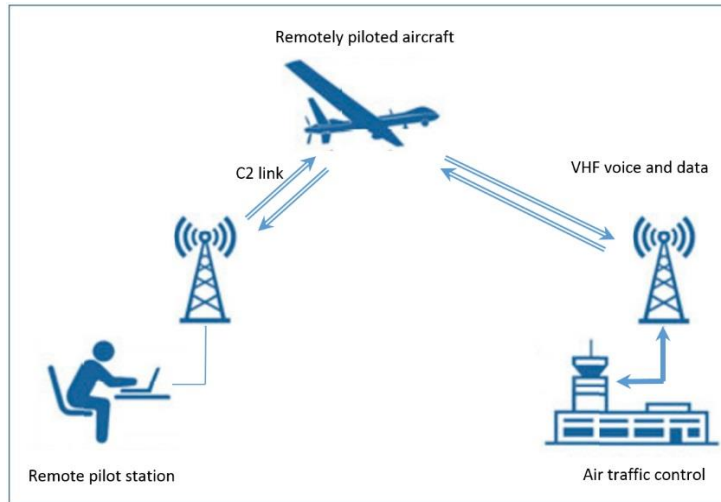 Remotely piloted aircraft
C2 link
VHF voice and data
Remote pilot station
Air traffic control